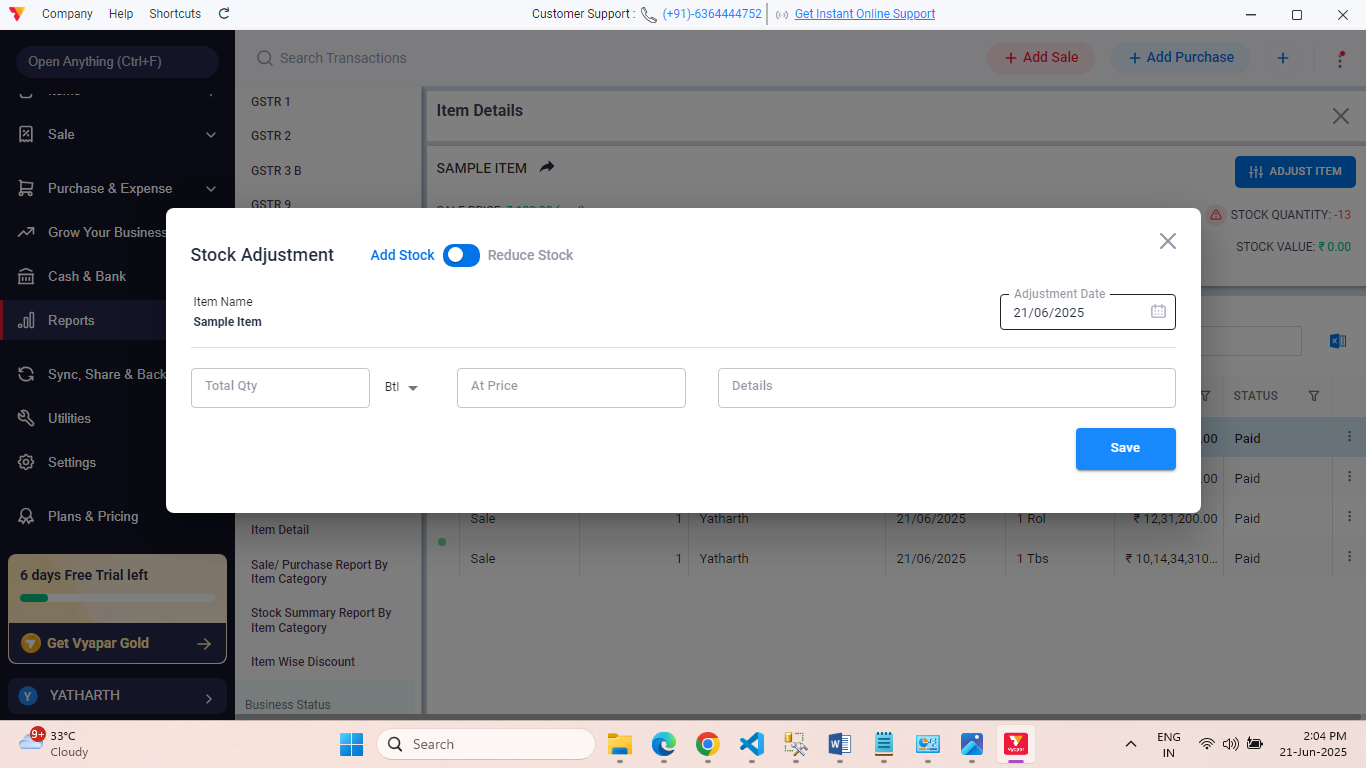 Company Help Shortcuts
Customer Support : (+91)-6364444752 Get Instant Online Support
Open Anything (Ctrl+F)
Search Transactions
Add Sale
Add Purchase
Sale
Purchase & Expense
Grow Your Business
Cash & Bank
Reports
Sync, Share & Back
Utilities
Settings
Plans & Pricing
6 days Free Trial left
Get Vyapar Gold
Y YATHARTH
GSTR 1
GSTR 2
GSTR 3 B
GSTR 9
Item Details
SAMPLE ITEM
ADJUST ITEM
STOCK QUANTITY: -13
STOCK VALUE: ₹ 0.00
Stock Adjustment
Add Stock Reduce Stock
Item Name
Sample Item
Adjustment Date
21/06/2025
Total Qty
Btl
At Price
Details
Save
STATUS
.00 Paid
.00 Paid
Sale 1 Yatharth 21/06/2025 1 Rol ₹ 12,31,200.00 Paid
Sale 1 Yatharth 21/06/2025 1 Tbs ₹ 10,14,34,310... Paid
Item Detail
Sale/ Purchase Report By
Item Category
Stock Summary Report By
Item Category
Item Wise Discount
Business Status
9+
33°C
Cloudy
Search
Vyapar
ENG
IN
2:04 PM
21-Jun-2025